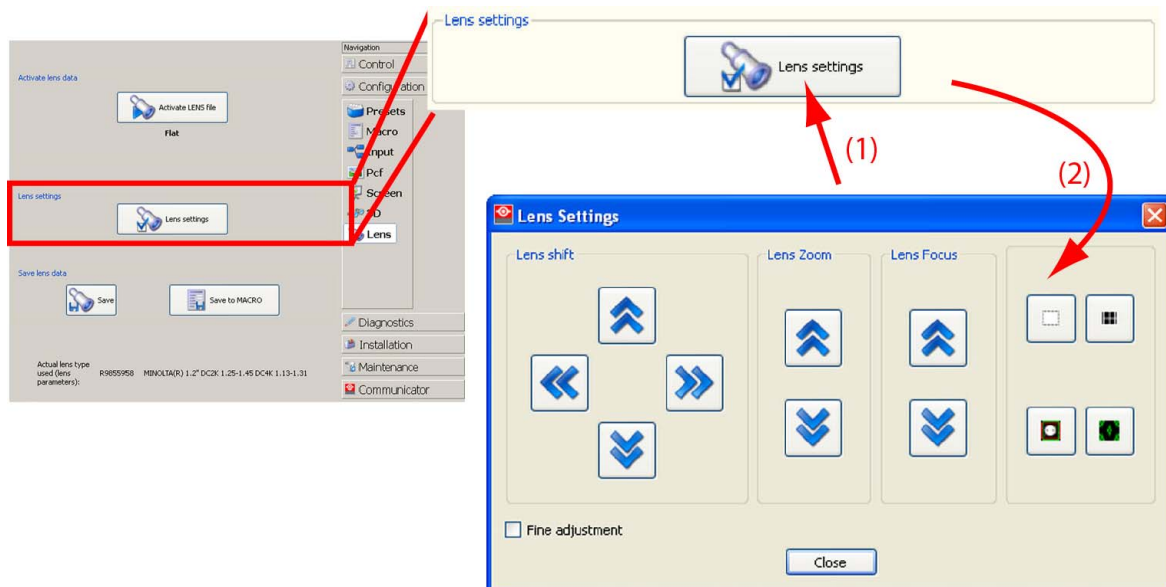 Activate lens data
Activate LENS file
Flat
Lens settings
Lens settings
Save lens data
Save
Save to MACRO
Actual lens type
used (lens
parameters):
R9855958 MINOLTA(R) 1.2" DC2K 1.25-1.45 DC4K 1.13-1.31
Navigation
Control
Configuration
Presets
Macro
Input
Pcf
Screen
3D
Lens
Diagnostics
Installation
Maintenance
Communicator
Lens settings
Lens settings
(1)
(2)
Lens Settings
Lens shift
Lens Zoom
Lens Focus
Fine adjustment
Close